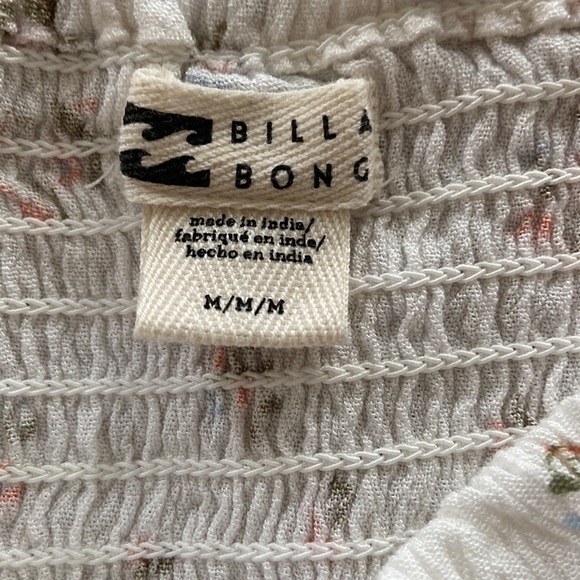 BILLA
BONG
made in india/
fabriqué en inde/
hecho en india
M/M/M